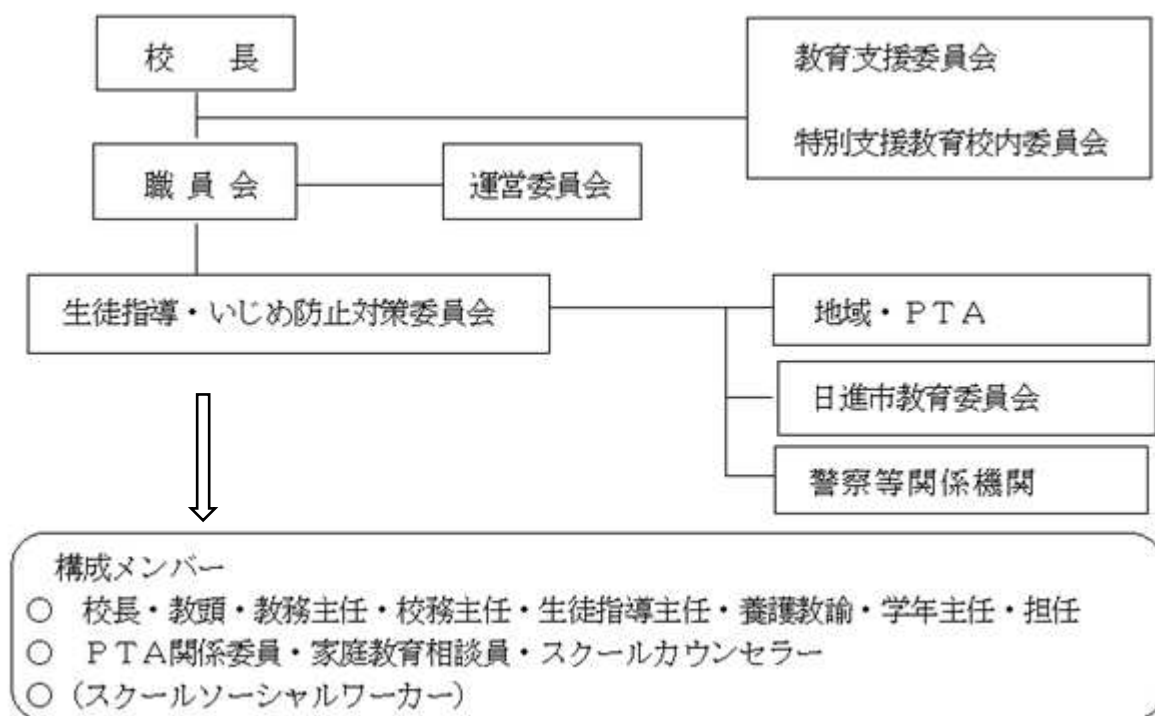 校　長
教育支援委員会
特別支援教育校内委員会
職員会
運営委員会
生徒指導・いじめ防止対策委員会
地域・ＰＴＡ
日進市教育委員会
警察等関係機関
構成メンバー
○　校長・教頭・教務主任・校務主任・生徒指導主任・養護教諭・学年主任・担任
○　ＰＴＡ関係委員・家庭教育相談員・スクールカウンセラー
○（スクールソーシャルワーカー）